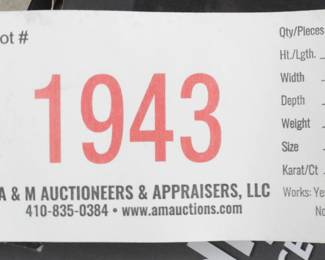 ot #
1943
A & M AUCTIONEERS & APPRAISERS, LLC
410-835-0384 • www.amauctions.com
Qty/Pieces
Ht./Lgth.
Width
Depth
Weight
Size
Karat/Ct
Works: Yes
No